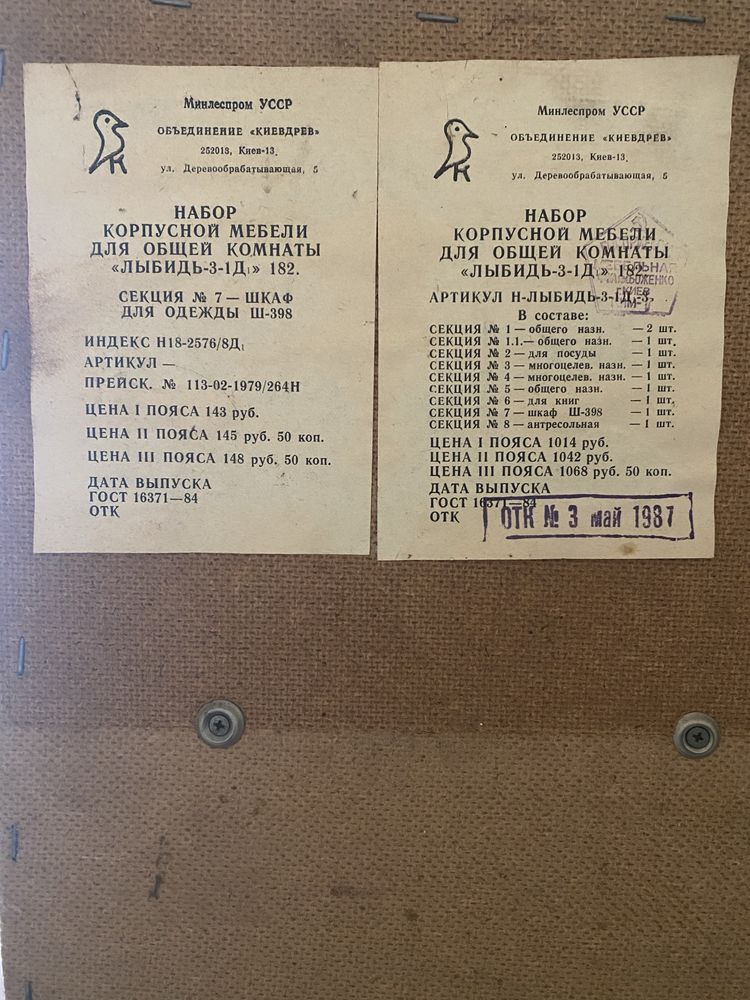 Минлеспром УССР
ОБЪЕДИНЕНИЕ «КИЕВДРЕВ»
252013, Киев-13,
ул. Деревообрабатывающая, 5
НАБОР
КОРПУСНОЙ МЕБЕЛИ
ДЛЯ ОБЩЕЙ КОМНАТЫ
«ЛЫБИДЬ-3-1Д₁» 182.
СЕКЦИЯ № 7 — ШКАФ
ДЛЯ ОДЕЖДЫ Ш-398
ИНДЕКС Н18-2576/8Д₁
АРТИКУЛ —
ПРЕЙСК. № 113-02-1979/264Н
ЦЕНА I ПОЯСА 143 руб.
ЦЕНА II ПОЯСА 145 руб. 50 коп.
ЦЕНА III ПОЯСА 148 руб. 50 коп.
ДАТА ВЫПУСКА
ГОСТ 16371—84
ОТК
Минлеспром УССР
ОБЪЕДИНЕНИЕ «КИЕВДРЕВ»
252013, Киев-13,
ул. Деревообрабатывающая, 5
НАБОР
КОРПУСНОЙ МЕБЕЛИ
ДЛЯ ОБЩЕЙ КОМНАТЫ
«ЛЫБИДЬ-3-1Д₁» 182.
АРТИКУЛ Н-ЛЫБИДЬ-3-1Д₁-3.
В составе:
СЕКЦИЯ № 1 — общего назн. — 2 шт.
СЕКЦИЯ № 1.1.— общего назн. — 1 шт.
СЕКЦИЯ № 2 — для посуды — 1 шт.
СЕКЦИЯ № 3 — многоцелев. назн. — 1 шт.
СЕКЦИЯ № 4 — многоцелев. назн. — 1 шт.
СЕКЦИЯ № 5 — общего назн. — 1 шт.
СЕКЦИЯ № 6 — для книг — 1 шт.
СЕКЦИЯ № 7 — шкаф Ш-398 — 1 шт.
СЕКЦИЯ № 8 — антресольная — 1 шт.
ЦЕНА I ПОЯСА 1014 руб.
ЦЕНА II ПОЯСА 1042 руб.
ЦЕНА III ПОЯСА 1068 руб. 50 коп.
ДАТА ВЫПУСКА
ГОСТ 16371—84
ОТК
ОТК № 3 май 1987
КИЕВ